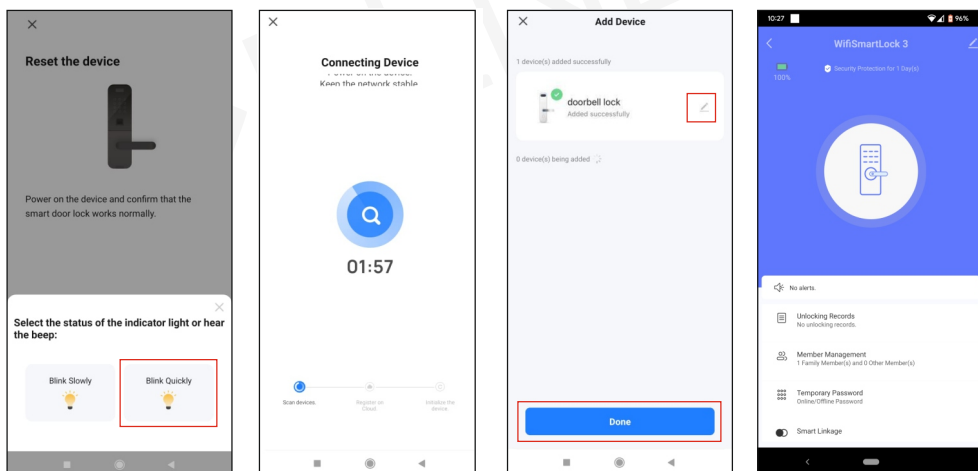 Reset the device
Power on the device and confirm that the
smart door lock works normally.
Select the status of the indicator light or hear
the beep:
Blink Slowly
Blink Quickly
Connecting Device
Power on the device.
Keep the network stable.
01:57
Scan devices.
Register on
Cloud.
Initialize the
device.
Add Device
1 device(s) added successfully
doorbell lock
Added successfully
0 device(s) being added
Done
10:27
96%
WifiSmartLock 3
100%
Security Protection for 1 Day(s)
No alerts.
Unlocking Records
No unlocking records.
Member Management
1 Family Member(s) and 0 Other Member(s)
Temporary Password
Online/Offline Password
Smart Linkage